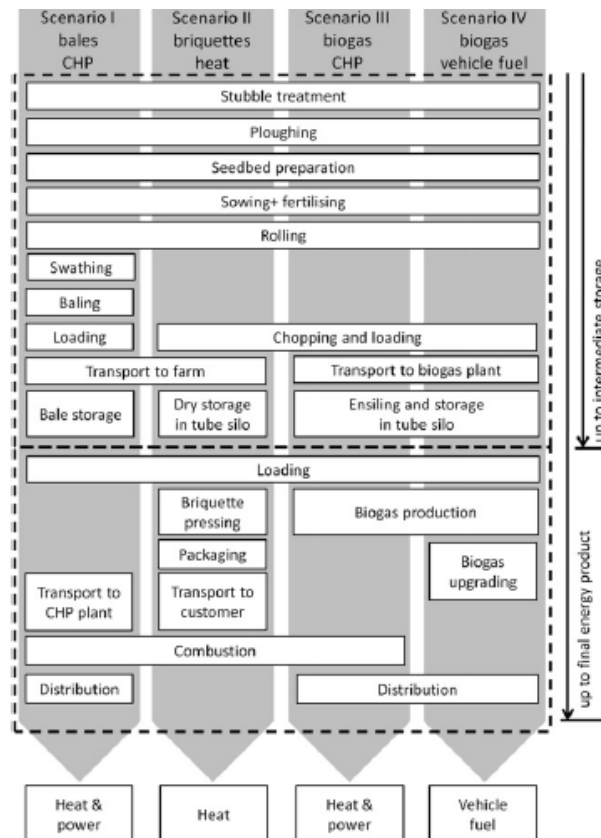 Scenario I
bales
CHP
Scenario II
briquettes
heat
Scenario III
biogas
CHP
Scenario IV
biogas
vehicle fuel
Stubble treatment
Ploughing
Seedbed preparation
Sowing+ fertilising
Rolling
Swathing
Baling
Loading
Chopping and loading
Transport to farm
Transport to biogas plant
Bale storage
Dry storage
in tube silo
Ensiling and storage
in tube silo
up to intermediate storage
Loading
Briquette
pressing
Biogas production
Packaging
Biogas
upgrading
Transport to
CHP plant
Transport to
customer
Combustion
Distribution
Distribution
up to final energy product
Heat &
power
Heat
Heat &
power
Vehicle
fuel